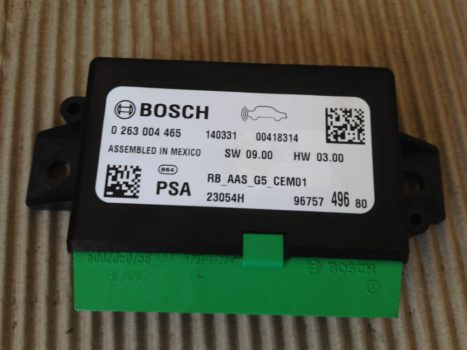 BOSCH
0 263 004 465 140331 00418314
ASSEMBLED IN MEXICO SW 09.00 HW 03.00
864
PSA RB_AAS_G5_CEM01
23054H 96757 496 80
BLANC
BOSCH